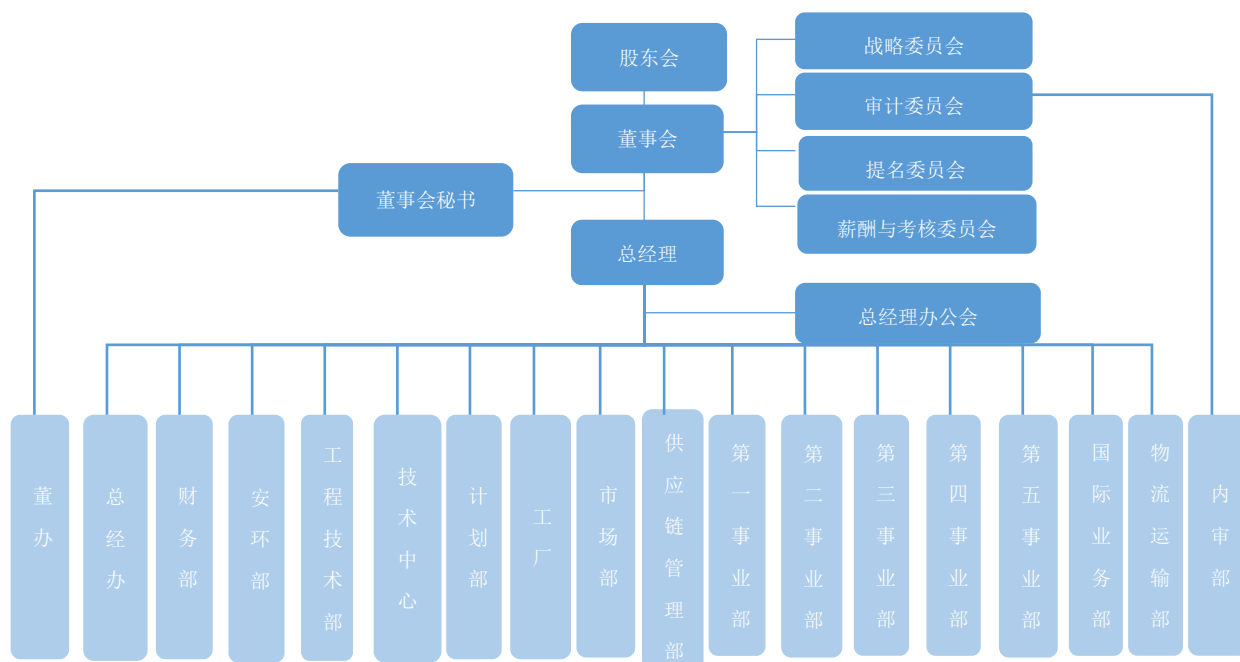 股东会
董事会
战略委员会
审计委员会
提名委员会
薪酬与考核委员会
董事会秘书
总经理
总经理办公会
董办
总经办
财务部
安环部
工程技术部
技术中心
计划部
工厂
市场部
供应链管理部
第一事业部
第二事业部
第三事业部
第四事业部
第五事业部
国际业务部
物流运输部
内审部